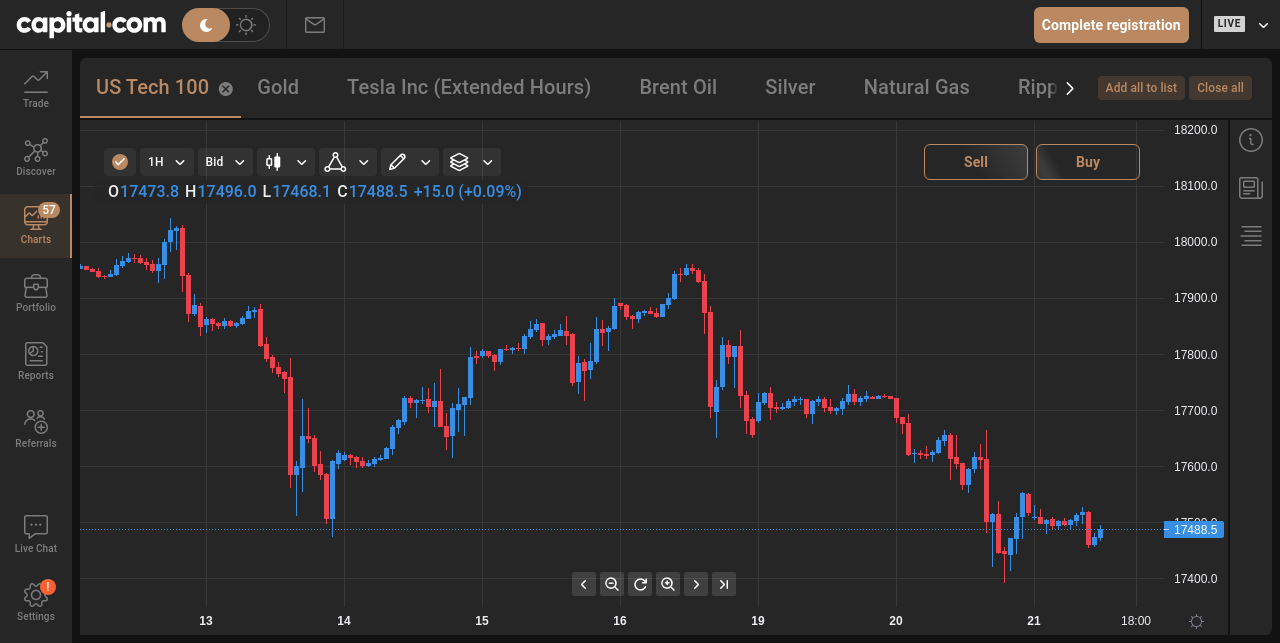 capital.com
Complete registration
LIVE
Trade
Discover
57
Charts
Portfolio
Reports
Referrals
Live Chat
!
Settings
US Tech 100
Gold
Tesla Inc (Extended Hours)
Brent Oil
Silver
Natural Gas
Ripp
Add all to list
Close all
1H
Bid
Sell
Buy
O17473.8 H17496.0 L17468.1 C17488.5 +15.0 (+0.09%)
18200.0
18100.0
18000.0
17900.0
17800.0
17700.0
17600.0
17500.0
17488.5
17400.0
13
14
15
16
19
20
21
18:00